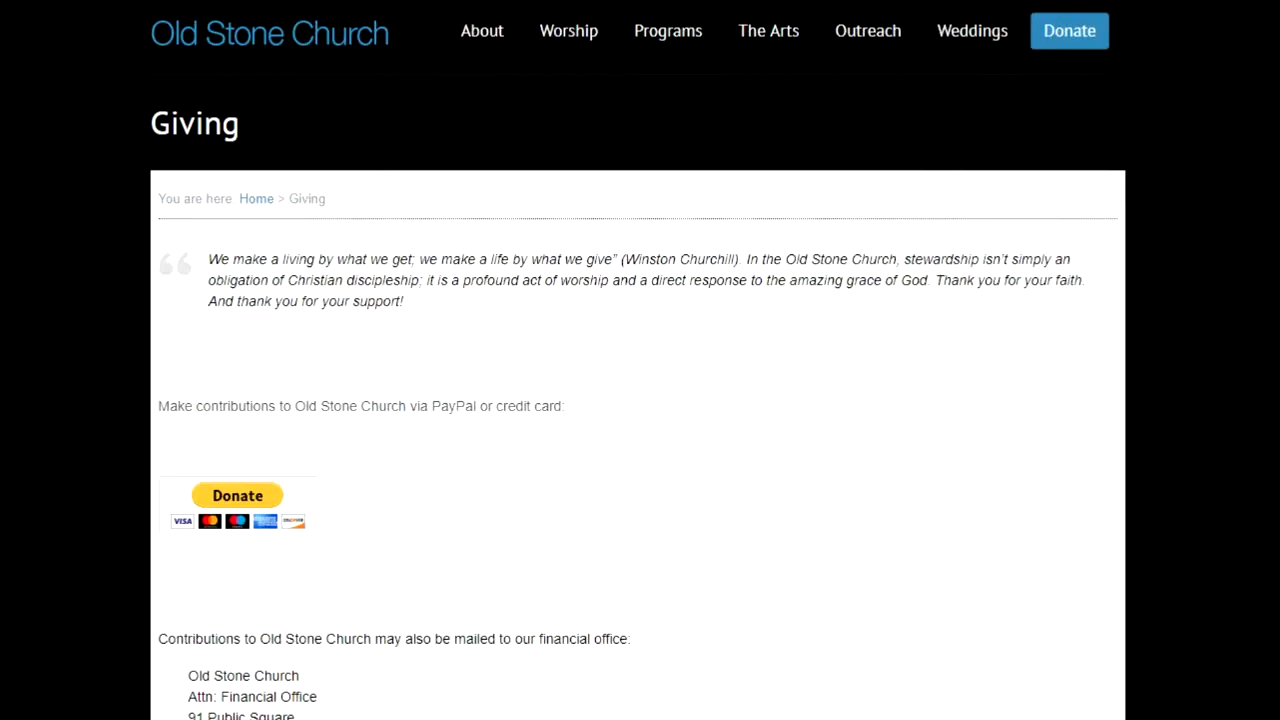 Old Stone Church
About Worship Programs The Arts Outreach Weddings Donate
Giving
You are here Home > Giving
We make a living by what we get; we make a life by what we give” (Winston Churchill). In the Old Stone Church, stewardship isn’t simply an
obligation of Christian discipleship; it is a profound act of worship and a direct response to the amazing grace of God. Thank you for your faith.
And thank you for your support!
Make contributions to Old Stone Church via PayPal or credit card:
Donate
VISA
Contributions to Old Stone Church may also be mailed to our financial office:
Old Stone Church
Attn: Financial Office
91 Public Square